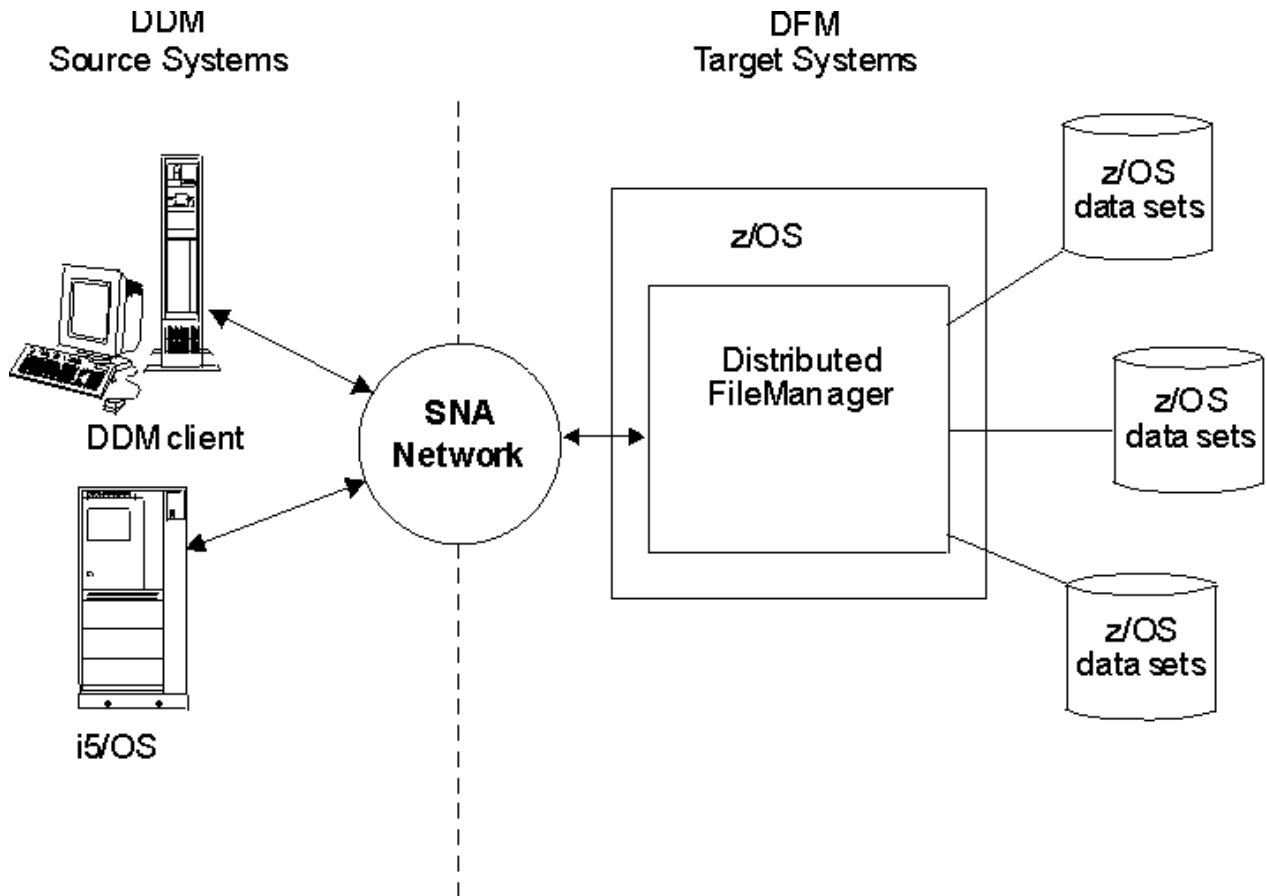 DDM
Source Systems
DFM
Target Systems
z/OS
data sets
z/OS
Distributed
FileManager
SNA
Network
z/OS
data sets
DDM client
z/OS
data sets
i5/OS